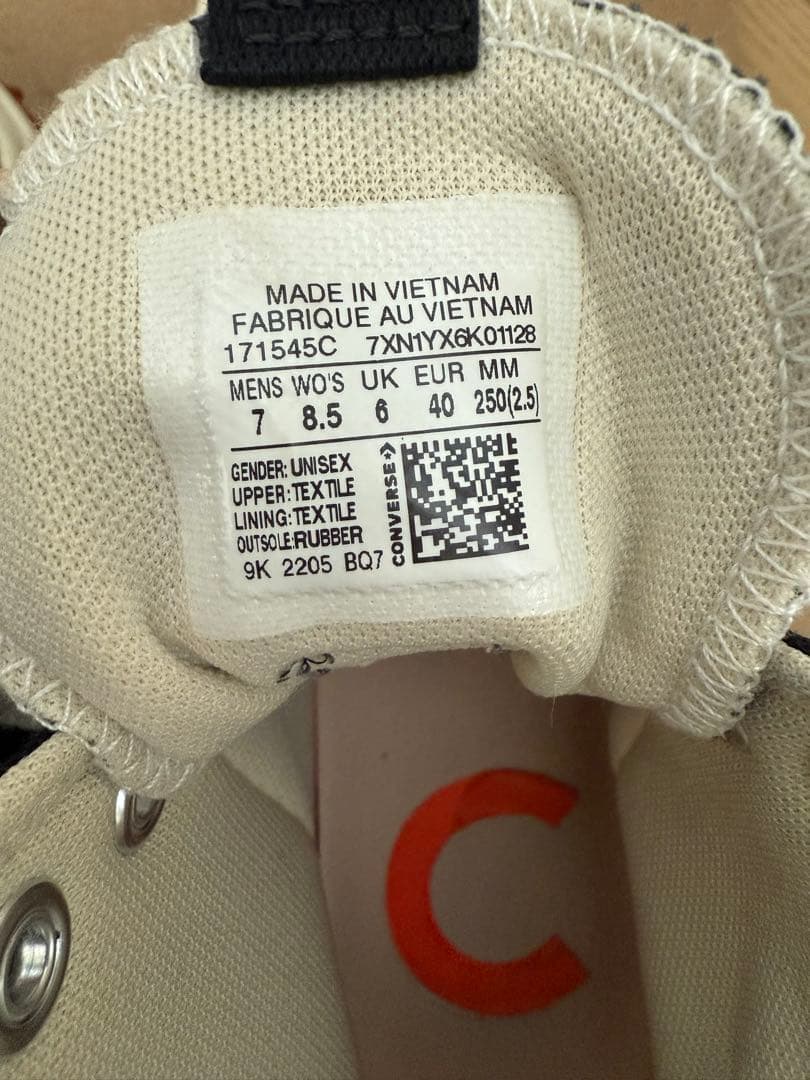 MADE IN VIETNAM
FABRIQUE AU VIETNAM
171545C 7XN1YX6K01128
MENS WO'S UK EUR MM
7 8.5 6 40 250(2.5)
GENDER: UNISEX
UPPER:TEXTILE
LINING:TEXTILE
OUTSOLE:RUBBER
9K 2205 BQ7
CONVERSE
C